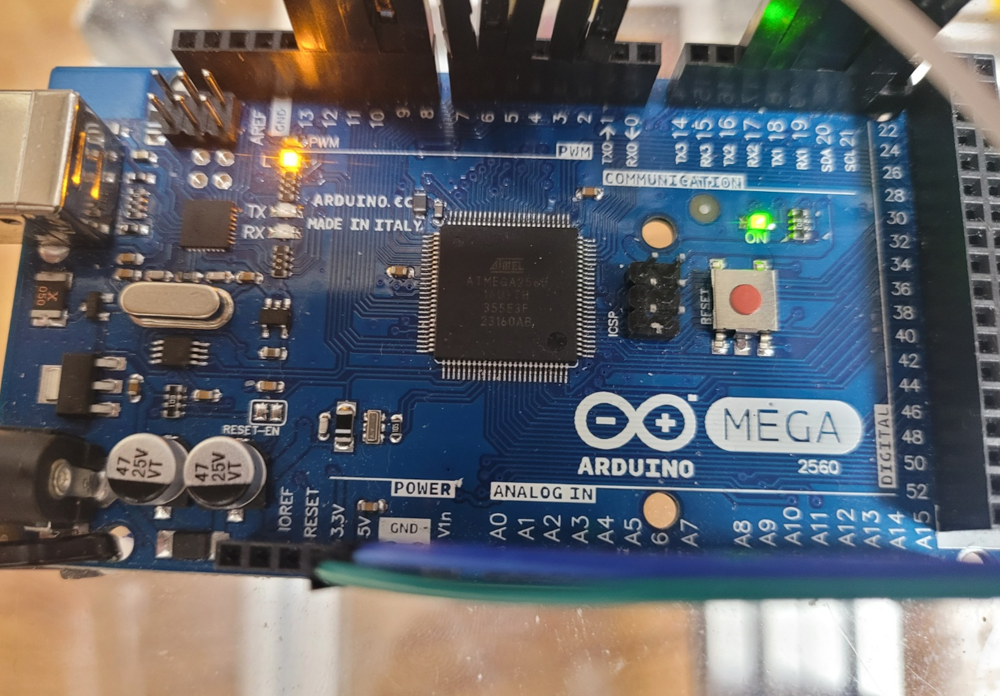 AREF
GND
13
12
11
10
9
8
7
6
5
4
3
2
TX0→1
RX0←0
TX3 14
RX3 15
TX2 16
RX2 17
TX1 18
RX1 19
SDA 20
SCL 21
PWM
PWM
COMMUNICATION
22
24
26
28
30
32
34
36
38
40
42
44
46
48
50
52
DIGITAL
TX
RX
ARDUINO.CC
MADE IN ITALY
ON
ATMEL
35553F
23160AB
ICSP
RESET
X
050
RESET-EN
47
25V
VT
47
25V
VT
MEGA
ARDUINO
2560
POWER
ANALOG IN
IOREF
RESET
3.3V
5V
GND
Vin
A0
A1
A2
A3
A4
A5
6
A7
A8
A9
A10
A11
A12
A13
A14
A15